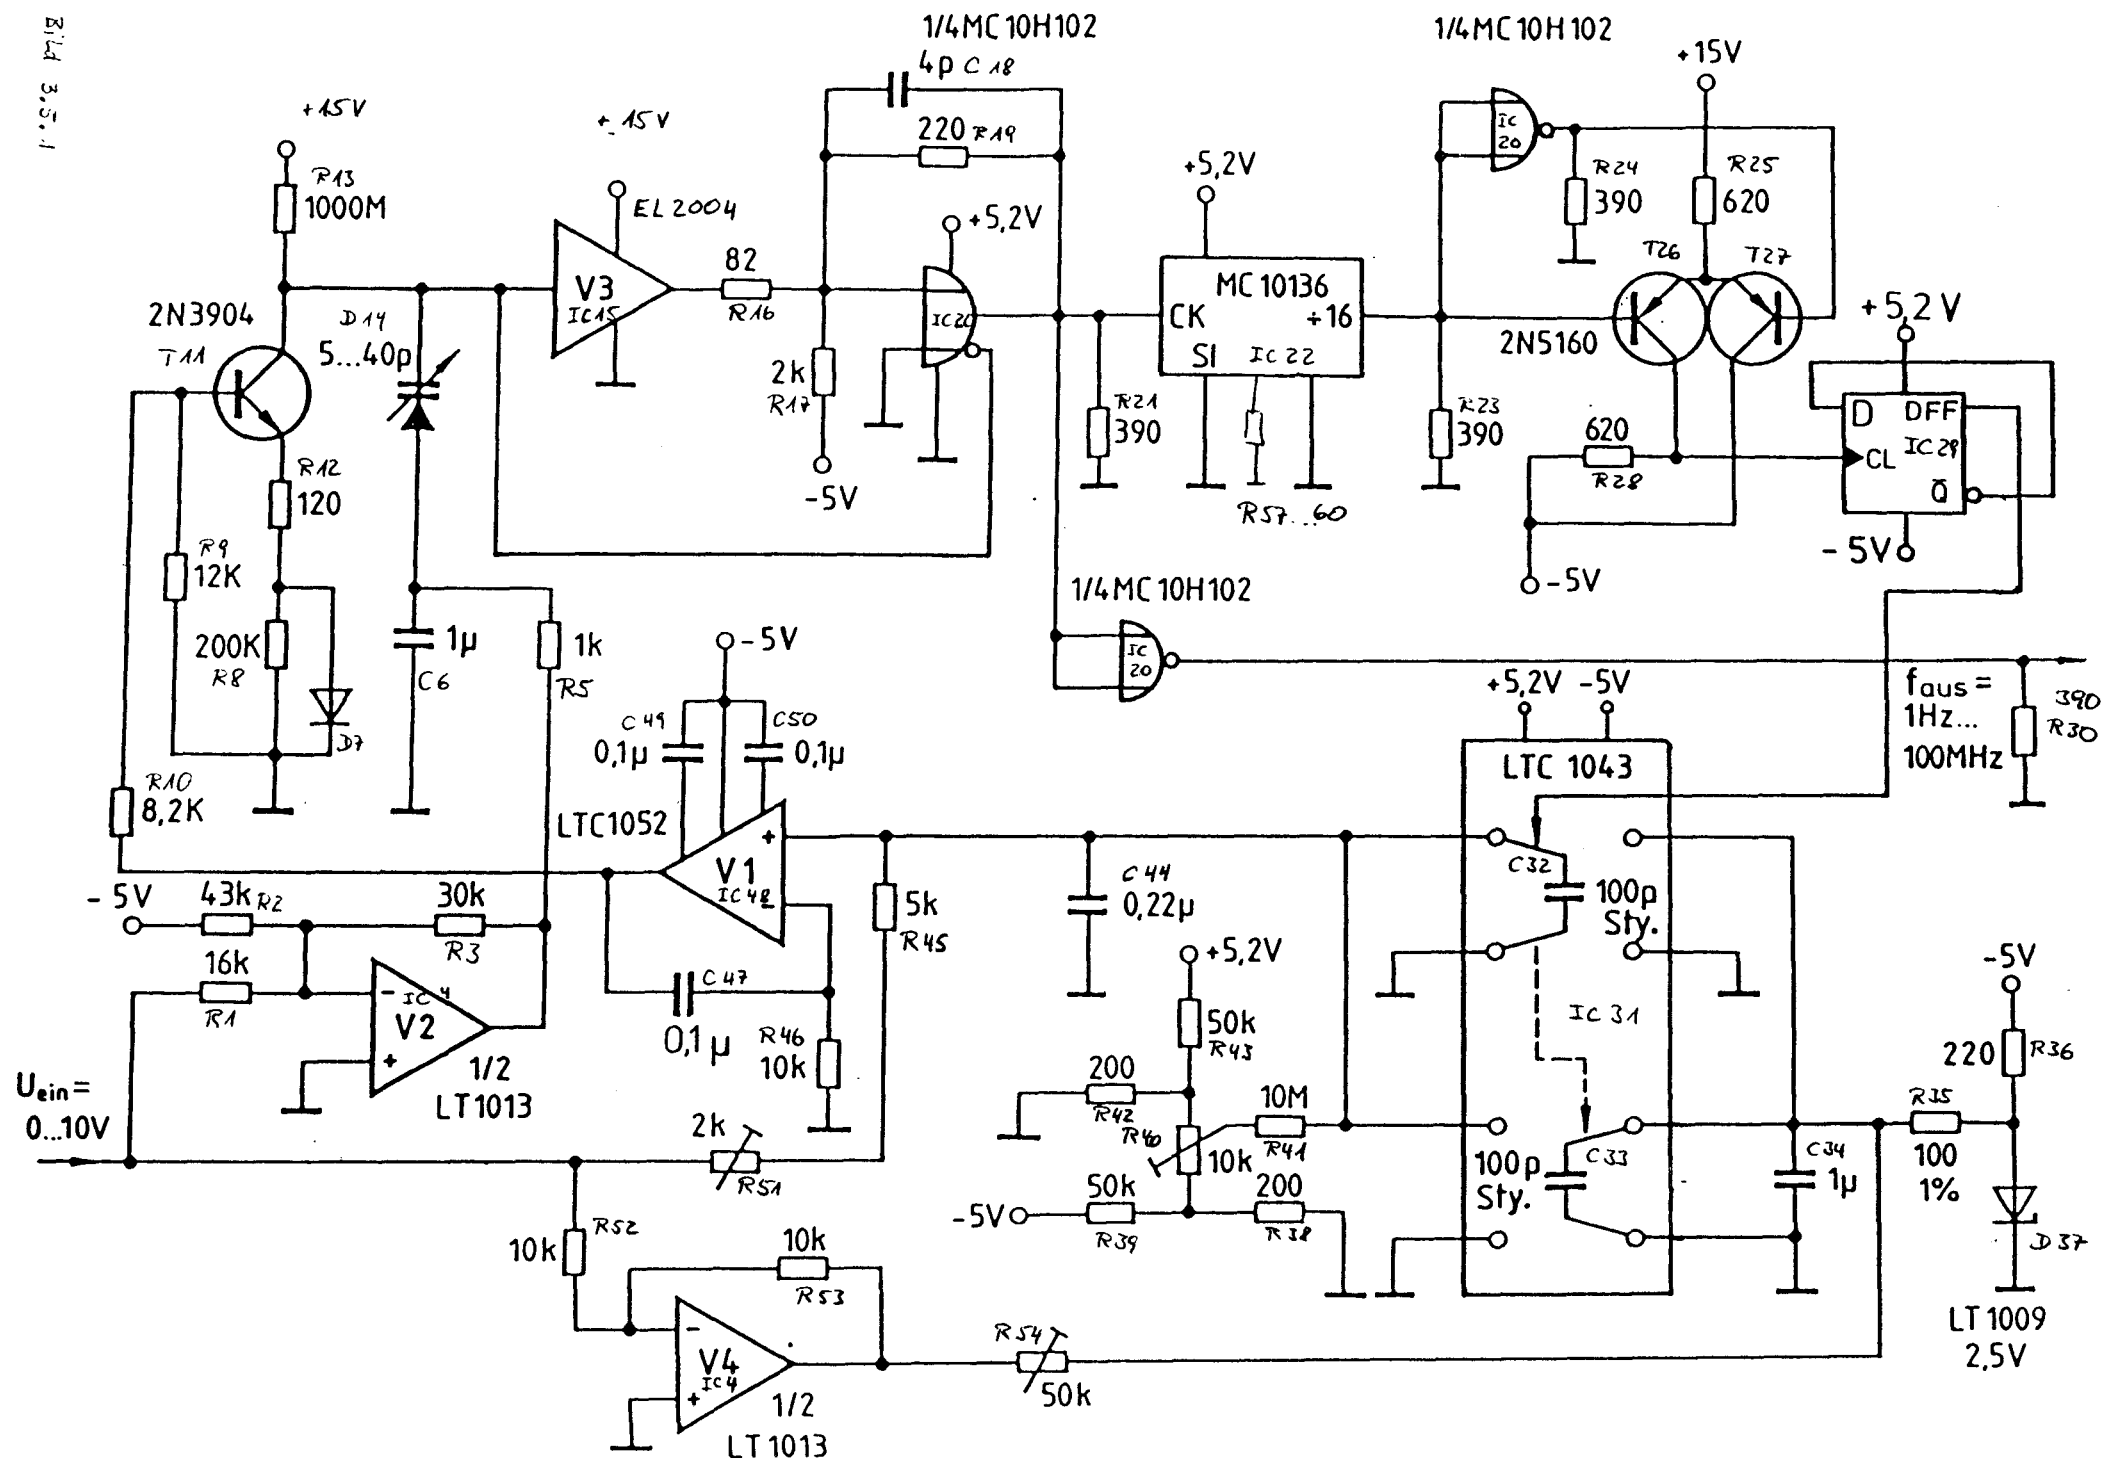 Bild 3.5.1
1/4MC10H102
4p C18
220 R19
+15V
R13
1000M
+15V
EL2004
V3
IC15
82
R16
2k
R17
-5V
+5,2V
IC20
2N3904
T11
D14
5...40p
R12
120
R9
12K
200K
R8
D7
1µ
C6
1k
R5
R10
8,2K
+5,2V
MC10136
CK
÷16
SI
IC22
R21
390
R57...60
1/4MC10H102
IC
20
+15V
R24
390
R25
620
T26
T27
2N5160
R23
390
620
R28
-5V
+5,2V
D
DFF
IC29
CL
Q̄
-5V
1/4MC10H102
IC
20
faus=
1Hz...
100MHz
390
R30
-5V
C49
0,1µ
C50
0,1µ
LTC1052
V1
IC48
+
-
-5V
43k R2
30k
R3
16k
R1
-
IC4
V2
+
1/2
LT1013
Uein=
0...10V
C47
0,1µ
R46
10k
5k
R45
2k
R51
C44
0,22µ
+5,2V
50k
R43
200
R42
R40
10k
10M
R41
-5V
50k
R39
200
R38
+5,2V -5V
LTC 1043
C32
100p
Sty.
IC31
100p
Sty.
C33
C34
1µ
-5V
220
R36
R35
100
1%
D37
LT1009
2,5V
R52
10k
10k
R53
-
V4
IC4
+
1/2
LT1013
R54
50k